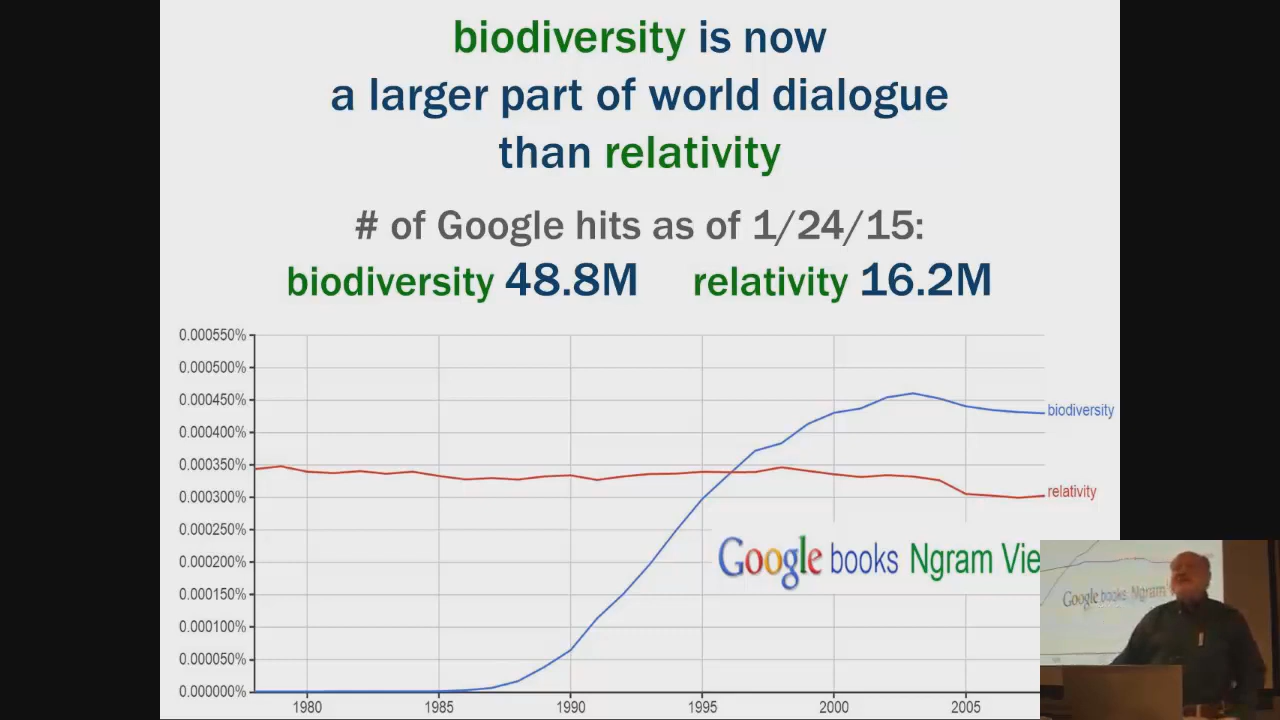 biodiversity is now
a larger part of world dialogue
than relativity
# of Google hits as of 1/24/15:
biodiversity 48.8M relativity 16.2M
0.000550%
0.000500%
0.000450%
0.000400%
0.000350%
0.000300%
0.000250%
0.000200%
0.000150%
0.000100%
0.000050%
0.000000%
biodiversity
relativity
Google books Ngram Vie
1980 1985 1990 1995 2000 2005
Google books Ngram